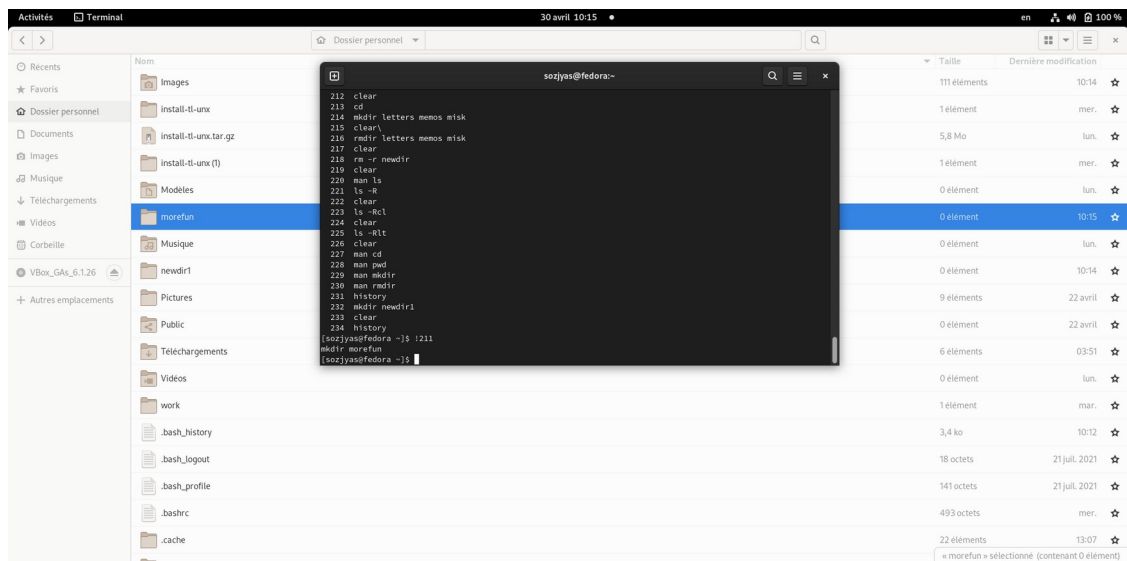 Activités Terminal 30 avril 10:15 en 100 %
Dossier personnel
Récents
Favoris
Dossier personnel
Documents
Images
Musique
Téléchargements
Vidéos
Corbeille
VBox_GAs_6.1.26
+ Autres emplacements
Nom Taille Dernière modification
Images 111 éléments 10:14
install-tl-unx 1 élément mer.
install-tl-unx.tar.gz 5,8 Mo lun.
install-tl-unx (1) 1 élément mer.
Modèles 0 élément lun.
morefun 0 élément 10:15
Musique 0 élément lun.
newdir1 0 élément 10:14
Pictures 9 éléments 22 avril
Public 0 élément 22 avril
Téléchargements 6 éléments 03:51
Vidéos 0 élément lun.
work 1 élément mar.
.bash_history 3,4 ko 10:12
.bash_logout 18 octets 21 juil. 2021
.bash_profile 141 octets 21 juil. 2021
.bashrc 493 octets mer.
.cache 22 éléments 13:07
« morefun » sélectionné (contenant 0 élément)
sozjyas@fedora:~
212 clear
213 cd
214 mkdir letters memos misk
215 clear\
216 rmdir letters memos misk
217 clear
218 rm -r newdir
219 clear
220 man ls
221 ls -R
222 clear
223 ls -Rcl
224 clear
225 ls -Rlt
226 clear
227 man cd
228 man pwd
229 man mkdir
230 man rmdir
231 history
232 mkdir newdir1
233 clear
234 history
[sozjyas@fedora ~]$ !211
mkdir morefun
[sozjyas@fedora ~]$